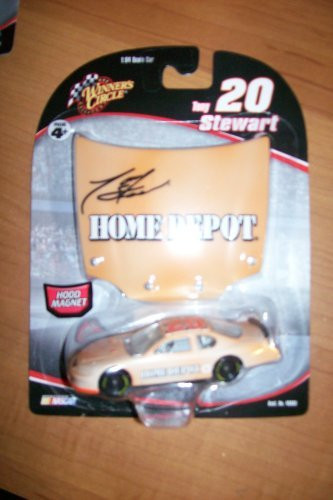 1:64 Scale Car
WINNER'S CIRCLE
4+
Tony 20
Stewart
HOME DEPOT
HOOD
MAGNET
NASCAR